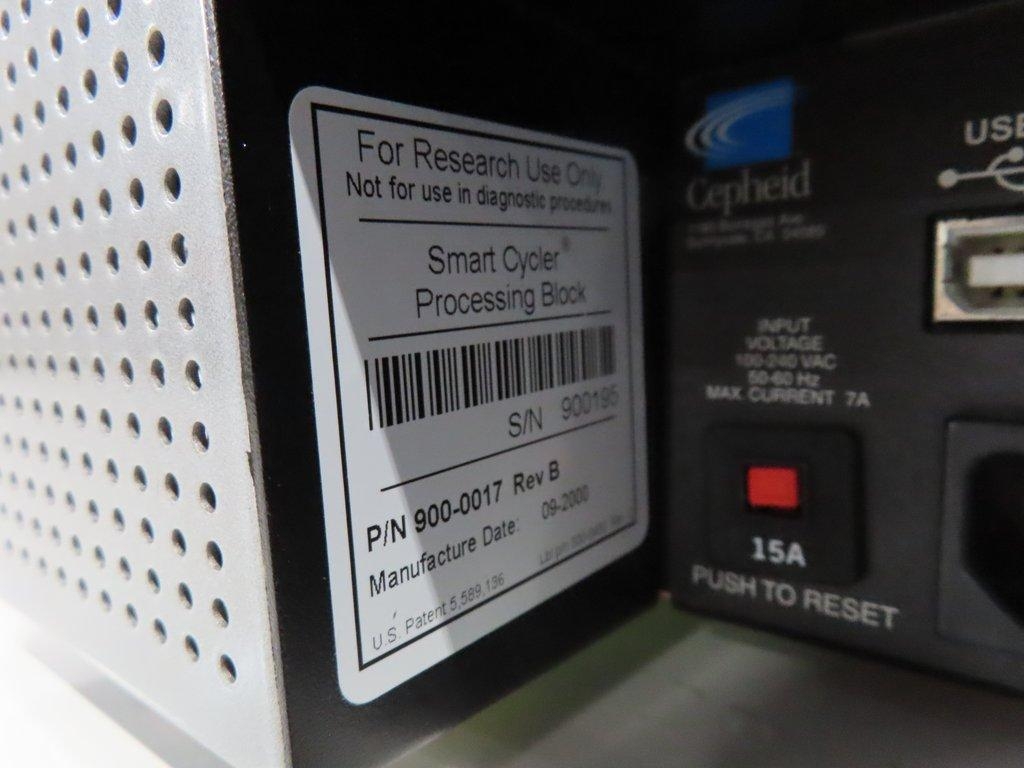 For Research Use Only
Not for use in diagnostic procedures
Smart Cycler®
Processing Block
S/N 900195
P/N 900-0017 Rev B
Manufacture Date: 09-2000
U.S. Patent 5,589,136
Cepheid
Sunnyvale, CA
USB
INPUT
VOLTAGE
100-240 VAC
50-60 Hz
MAX. CURRENT 7A
15A
PUSH TO RESET